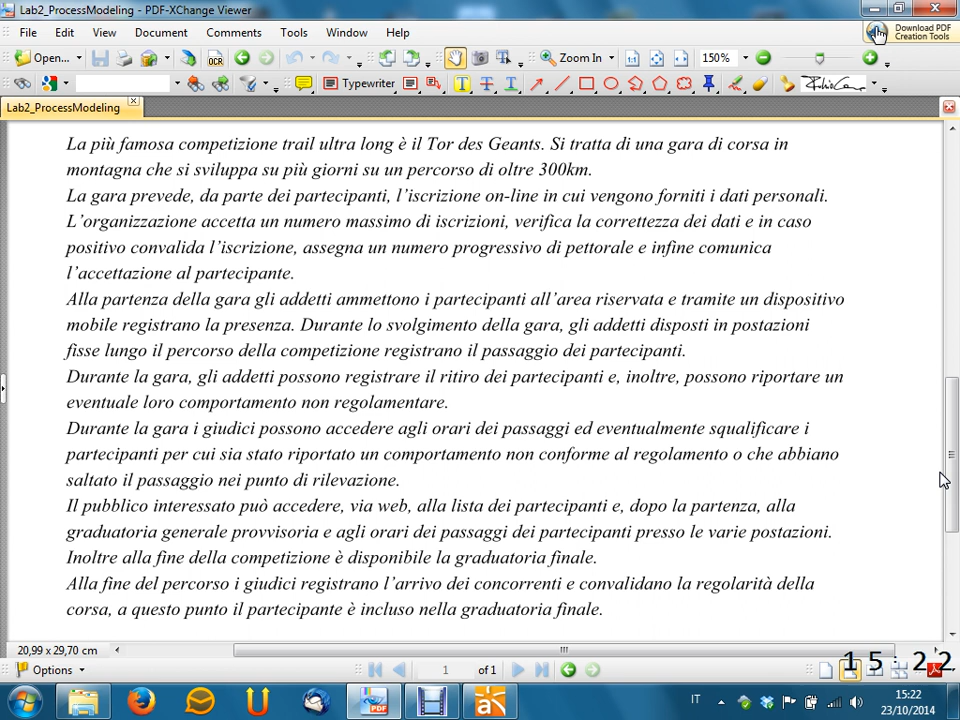 Lab2_ProcessModeling - PDF-XChange Viewer
File Edit View Document Comments Tools Window Help
Download PDF
Creation Tools
Open... OCR Zoom In 150%
Typewriter
Lab2_ProcessModeling
La più famosa competizione trail ultra long è il Tor des Geants. Si tratta di una gara di corsa in
montagna che si sviluppa su più giorni su un percorso di oltre 300km.
La gara prevede, da parte dei partecipanti, l’iscrizione on-line in cui vengono forniti i dati personali.
L’organizzazione accetta un numero massimo di iscrizioni, verifica la correttezza dei dati e in caso
positivo convalida l’iscrizione, assegna un numero progressivo di pettorale e infine comunica
l’accettazione al partecipante.
Alla partenza della gara gli addetti ammettono i partecipanti all’area riservata e tramite un dispositivo
mobile registrano la presenza. Durante lo svolgimento della gara, gli addetti disposti in postazioni
fisse lungo il percorso della competizione registrano il passaggio dei partecipanti.
Durante la gara, gli addetti possono registrare il ritiro dei partecipanti e, inoltre, possono riportare un
eventuale loro comportamento non regolamentare.
Durante la gara i giudici possono accedere agli orari dei passaggi ed eventualmente squalificare i
partecipanti per cui sia stato riportato un comportamento non conforme al regolamento o che abbiano
saltato il passaggio nei punto di rilevazione.
Il pubblico interessato può accedere, via web, alla lista dei partecipanti e, dopo la partenza, alla
graduatoria generale provvisoria e agli orari dei passaggi dei partecipanti presso le varie postazioni.
Inoltre alla fine della competizione è disponibile la graduatoria finale.
Alla fine del percorso i giudici registrano l’arrivo dei concorrenti e convalidano la regolarità della
corsa, a questo punto il partecipante è incluso nella graduatoria finale.
20,99 x 29,70 cm
Options 1 of 1
15:22
PDF IT 15:22
23/10/2014